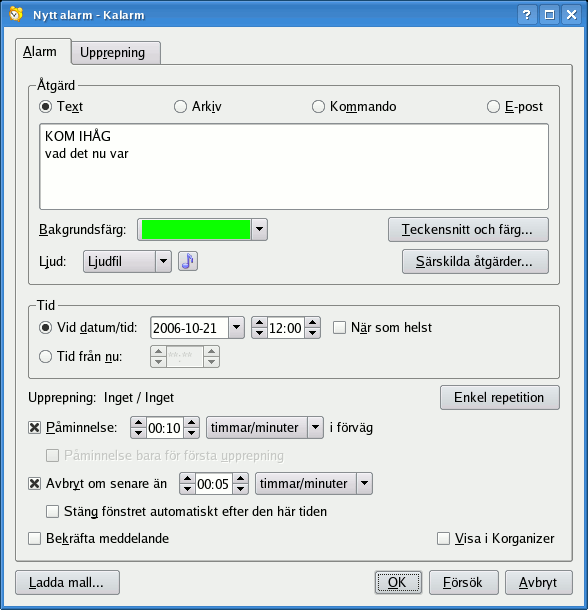 Nytt alarm - Kalarm
Alarm Upprepning
Åtgärd
Text Arkiv Kommando E-post
KOM IHÅG
vad det nu var
Bakgrundsfärg: Teckensnitt och färg...
Ljud: Ljudfil Särskilda åtgärder...
Tid
Vid datum/tid: 2006-10-21 12:00 När som helst
Tid från nu: **:**
Upprepning: Inget / Inget Enkel repetition
Påminnelse: 00:10 timmar/minuter i förväg
Påminnelse bara för första upprepning
Avbryt om senare än 00:05 timmar/minuter
Stäng fönstret automatiskt efter den här tiden
Bekräfta meddelande Visa i Korganizer
Ladda mall... OK Försök Avbryt